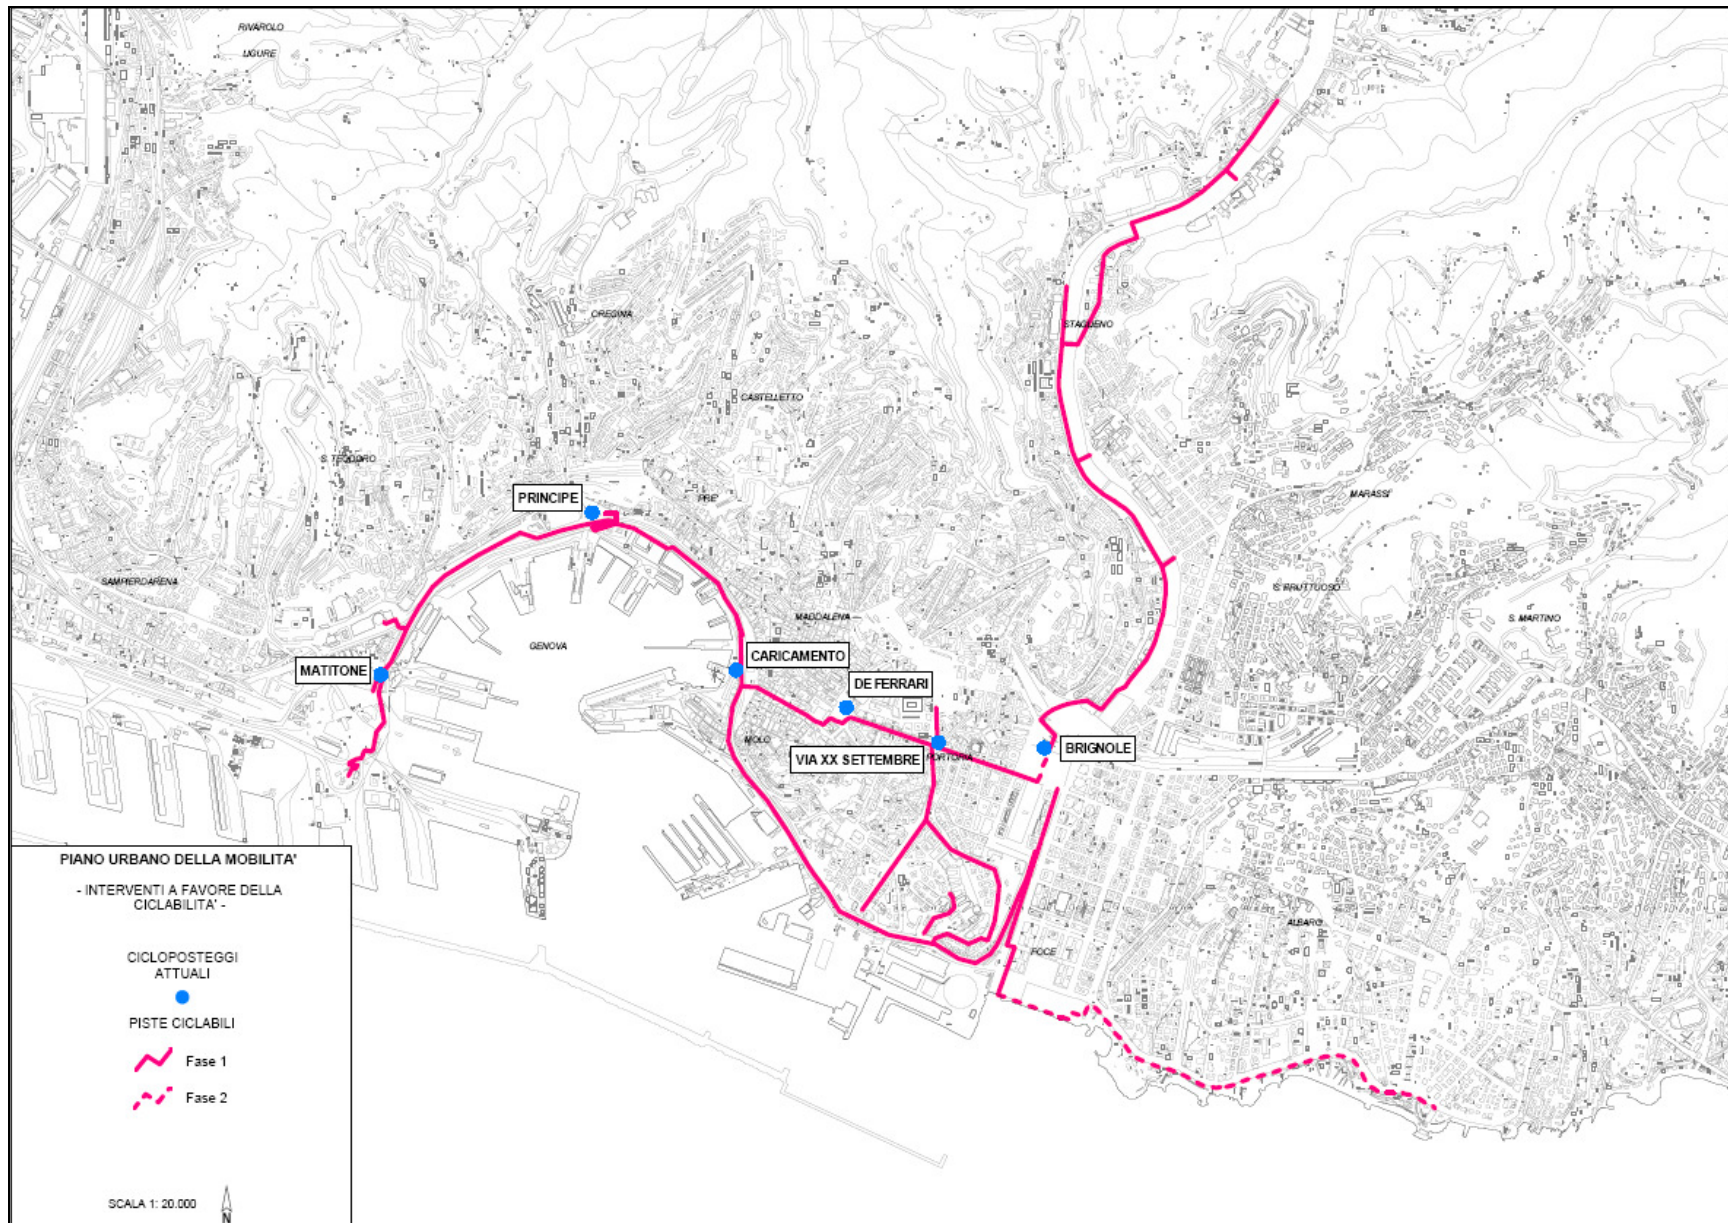 RIVAROLO
LIGURE
OREGINA
STAGLIENO
CASTELLETTO
S. TEODORO
PRINCIPE
PRE'
MARASSI
SAMPIERDARENA
S. FRUTTUOSO
MADDALENA
S. MARTINO
GENOVA
CARICAMENTO
MATITONE
DE FERRARI
MOLO
BRIGNOLE
VIA XX SETTEMBRE
PORTORIA
ALBARO
FOCE
PIANO URBANO DELLA MOBILITA'
- INTERVENTI A FAVORE DELLA
CICLABILITA' -
CICLOPOSTEGGI
ATTUALI
PISTE CICLABILI
Fase 1
Fase 2
SCALA 1: 20.000
N